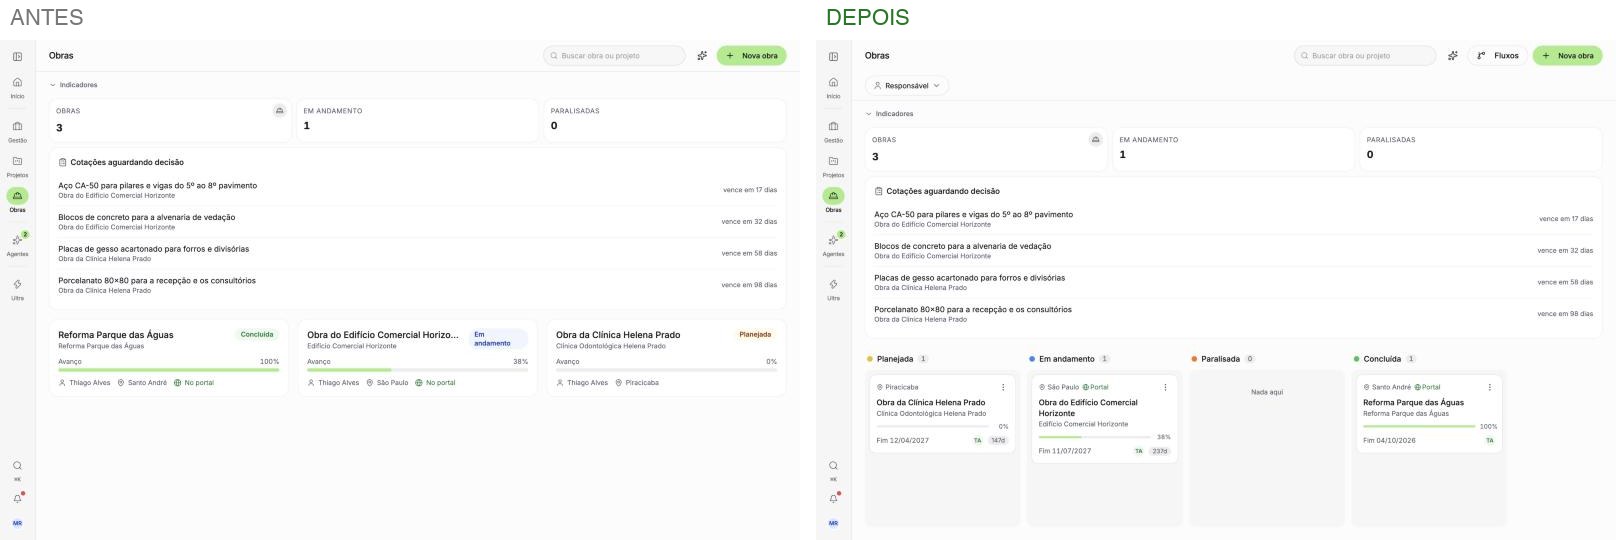 ANTES
Obras
Buscar obra ou projeto
Nova obra
Início
Gestão
Projetos
Obras
2
Agentes
Ultra
⌘K
MR
Indicadores
OBRAS
3
EM ANDAMENTO
1
PARALISADAS
0
Cotações aguardando decisão
Aço CA-50 para pilares e vigas do 5º ao 8º pavimento
Obra do Edifício Comercial Horizonte
vence em 17 dias
Blocos de concreto para a alvenaria de vedação
Obra do Edifício Comercial Horizonte
vence em 32 dias
Placas de gesso acartonado para forros e divisórias
Obra da Clínica Helena Prado
vence em 58 dias
Porcelanato 80×80 para a recepção e os consultórios
Obra da Clínica Helena Prado
vence em 98 dias
Reforma Parque das Águas
Concluída
Reforma Parque das Águas
Avanço 100%
Thiago Alves Santo André No portal
Obra do Edifício Comercial Horizo...
Em
andamento
Edifício Comercial Horizonte
Avanço 38%
Thiago Alves São Paulo No portal
Obra da Clínica Helena Prado
Planejada
Clínica Odontológica Helena Prado
Avanço 0%
Thiago Alves Piracicaba
DEPOIS
Obras
Buscar obra ou projeto
Fluxos
Nova obra
Início
Gestão
Projetos
Obras
2
Agentes
Ultra
⌘K
MR
Responsável
Indicadores
OBRAS
3
EM ANDAMENTO
1
PARALISADAS
0
Cotações aguardando decisão
Aço CA-50 para pilares e vigas do 5º ao 8º pavimento
Obra do Edifício Comercial Horizonte
vence em 17 dias
Blocos de concreto para a alvenaria de vedação
Obra do Edifício Comercial Horizonte
vence em 32 dias
Placas de gesso acartonado para forros e divisórias
Obra da Clínica Helena Prado
vence em 58 dias
Porcelanato 80×80 para a recepção e os consultórios
Obra da Clínica Helena Prado
vence em 98 dias
Planejada 1
Piracicaba
Obra da Clínica Helena Prado
Clínica Odontológica Helena Prado
0%
Fim 12/04/2027 TA 147d
Em andamento 1
São Paulo Portal
Obra do Edifício Comercial
Horizonte
Edifício Comercial Horizonte
38%
Fim 11/07/2027 TA 237d
Paralisada 0
Nada aqui
Concluída 1
Santo André Portal
Reforma Parque das Águas
Reforma Parque das Águas
100%
Fim 04/10/2026 TA